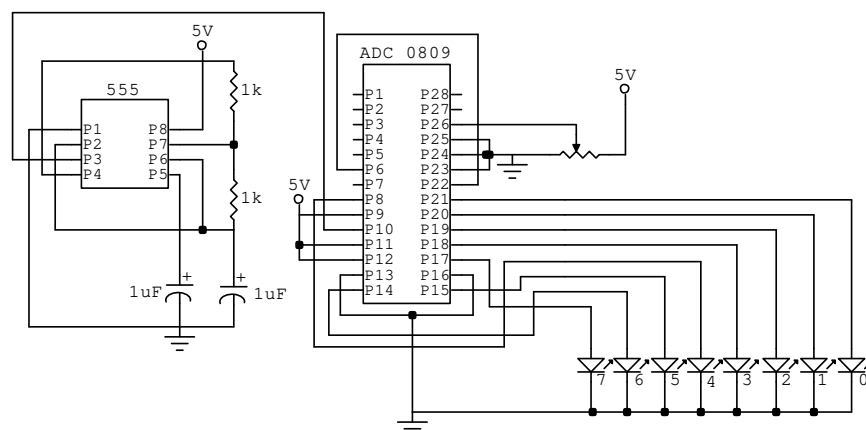 5V
ADC 0809
5V
555
1k
P1 P8
P2 P7
P3 P6
P4 P5
1k
5V
1uF
1uF
P1 P28
P2 P27
P3 P26
P4 P25
P5 P24
P6 P23
P7 P22
P8 P21
P9 P20
P10 P19
P11 P18
P12 P17
P13 P16
P14 P15
7 6 5 4 3 2 1 0